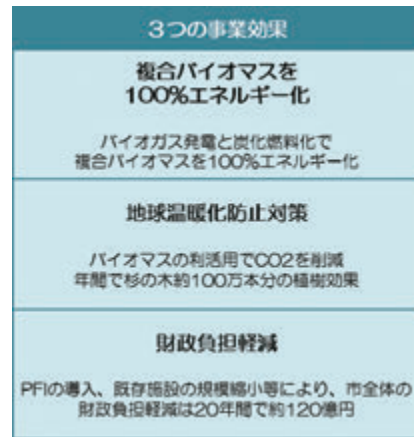 3つの事業効果
複合バイオマスを
100%エネルギー化
バイオガス発電と炭化燃料化で
複合バイオマスを100%エネルギー化
地球温暖化防止対策
バイオマスの利活用でCO2を削減
年間で杉の木約100万本分の植樹効果
財政負担軽減
PFIの導入、既存施設の規模縮小等により、市全体の
財政負担軽減は20年間で約120億円